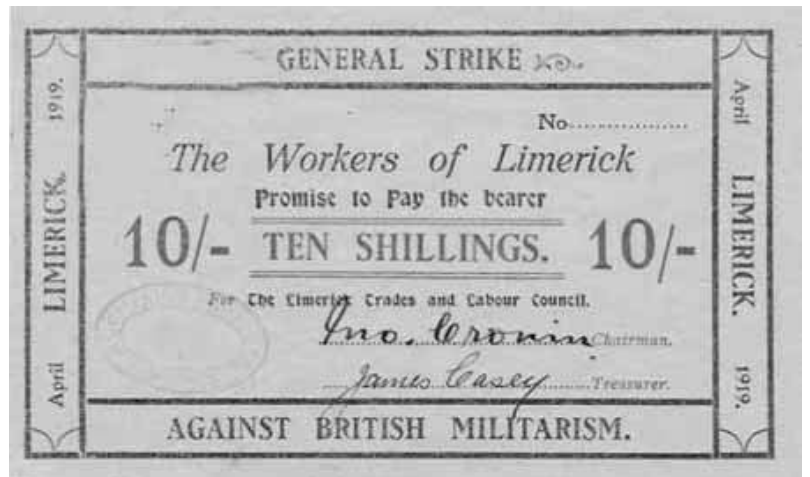 GENERAL STRIKE
No
The Workers of Limerick
Promise to Pay the bearer
10/- TEN SHILLINGS. 10/-
For The Limerick Trades and Labour Council.
Jno. Cronin Chairman.
James Casey Treasurer.
AGAINST BRITISH MILITARISM.
April LIMERICK. 1919.
April LIMERICK. 1919.